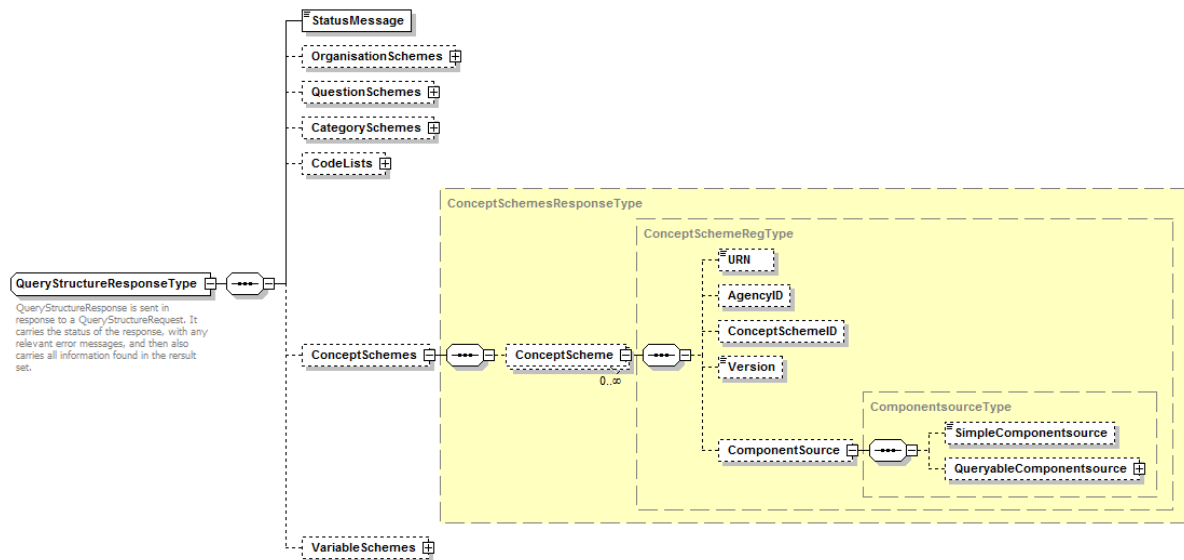 StatusMessage
OrganisationSchemes
QuestionSchemes
CategorySchemes
CodeLists
ConceptSchemesResponseType
ConceptSchemeRegType
URN
QueryStructureResponseType
AgencyID
QueryStructureResponse is sent in
response to a QueryStructureRequest. It
carries the status of the response, with any
relevant error messages, and then also
carries all information found in the rersult
set.
ConceptSchemeID
ConceptSchemes
ConceptScheme
0..∞
Version
ComponentsourceType
SimpleComponentsource
ComponentSource
QueryableComponentsource
VariableSchemes